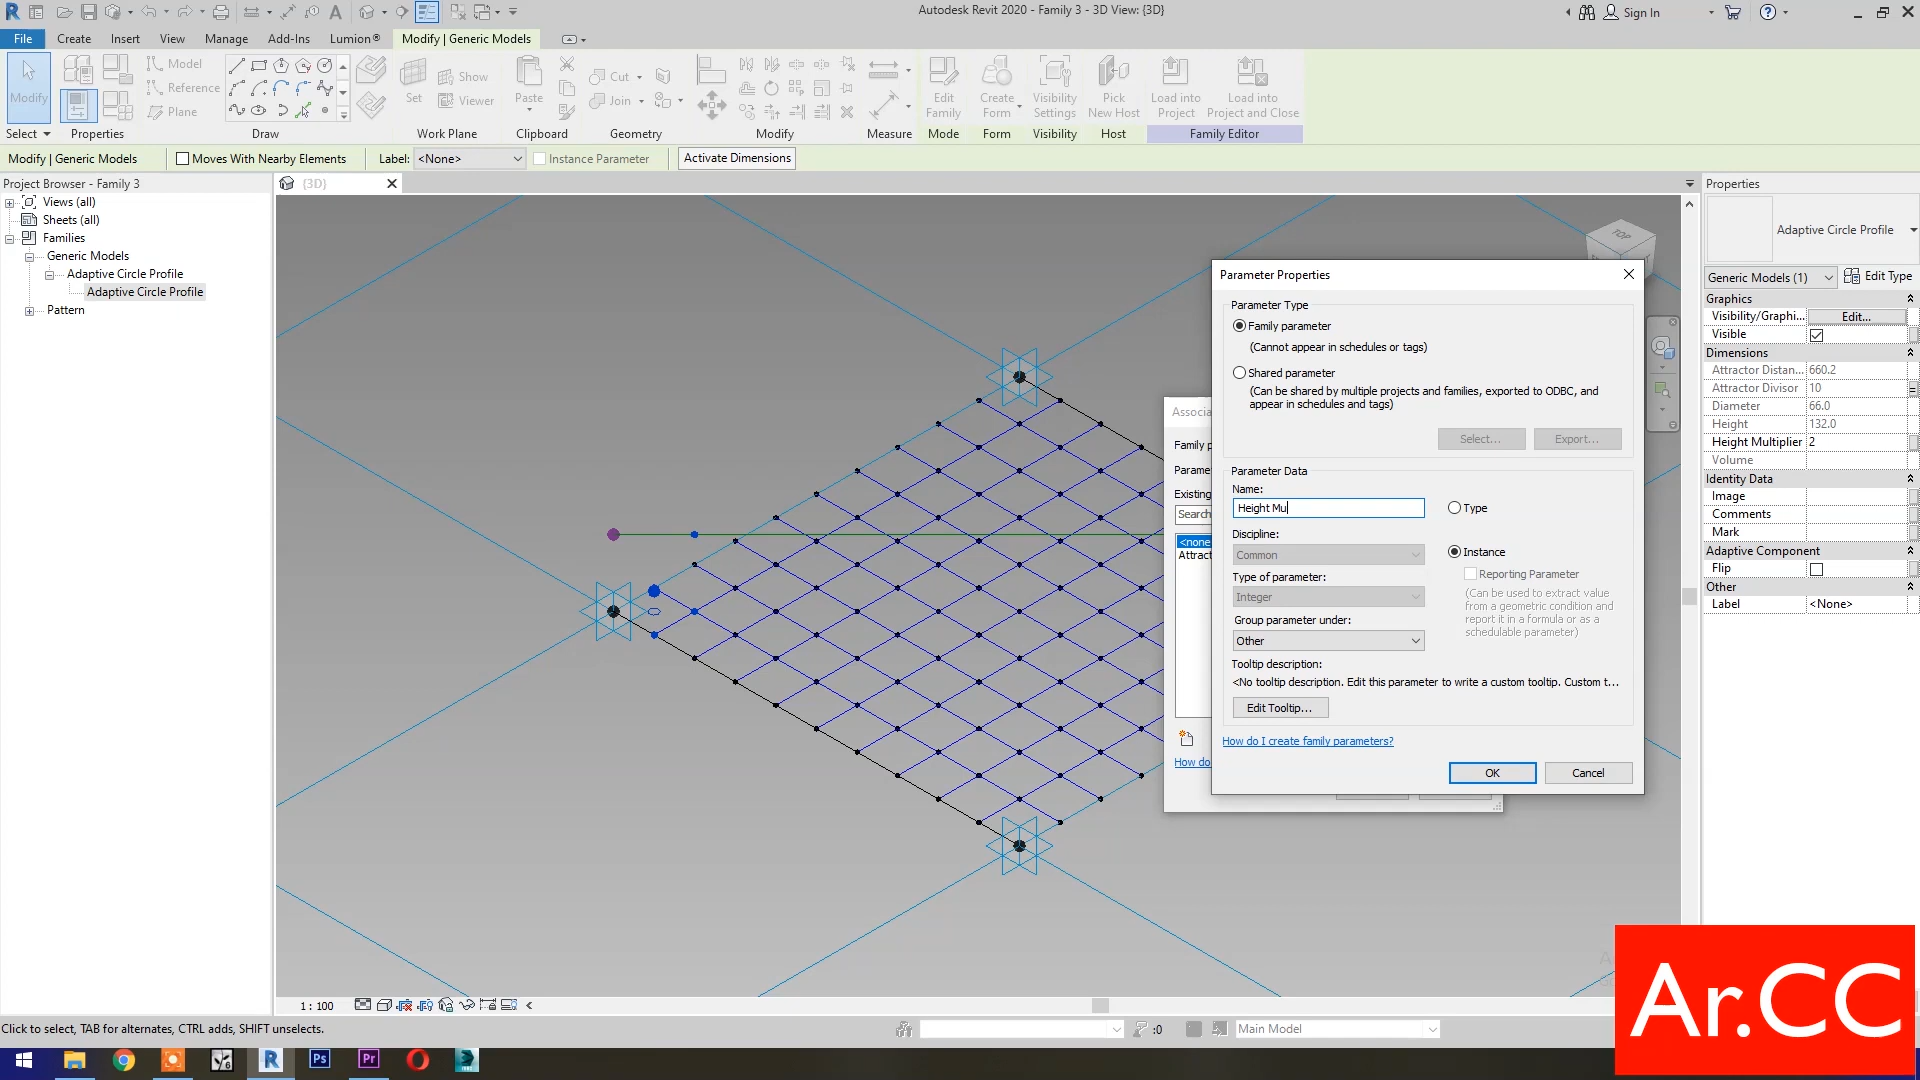 Autodesk Revit 2020 - Family 3 - 3D View: {3D}
Sign In
File
Create
Insert
View
Manage
Add-Ins
Lumion®
Modify | Generic Models
Modify
Model
Reference
Plane
Set
Show
Viewer
Paste
Cut
Join
Edit
Family
Create
Form
Visibility
Settings
Pick
New Host
Load into
Project
Load into
Project and Close
Select
Properties
Draw
Work Plane
Clipboard
Geometry
Modify
Measure
Mode
Form
Visibility
Host
Family Editor
Modify | Generic Models
Moves With Nearby Elements
Label:
<None>
Instance Parameter
Activate Dimensions
Project Browser - Family 3
Views (all)
Sheets (all)
Families
Generic Models
Adaptive Circle Profile
Adaptive Circle Profile
Pattern
{3D}
TOP
Associa
Family p
Parame
Existing
Search
<none
Attract
How do
Parameter Properties
Parameter Type
Family parameter
(Cannot appear in schedules or tags)
Shared parameter
(Can be shared by multiple projects and families, exported to ODBC, and
appear in schedules and tags)
Select...
Export...
Parameter Data
Name:
Height Mu
Type
Discipline:
Common
Instance
Type of parameter:
Reporting Parameter
Integer
(Can be used to extract value
from a geometric condition and
report it in a formula or as a
schedulable parameter)
Group parameter under:
Other
Tooltip description:
<No tooltip description. Edit this parameter to write a custom tooltip. Custom t...
Edit Tooltip...
How do I create family parameters?
OK
Cancel
Properties
Adaptive Circle Profile
Generic Models (1)
Edit Type
Graphics
Visibility/Graphi...
Edit...
Visible
Dimensions
Attractor Distan... 660.2
Attractor Divisor 10
Diameter 66.0
Height 132.0
Height Multiplier 2
Volume
Identity Data
Image
Comments
Mark
Adaptive Component
Flip
Other
Label <None>
1 : 100
Click to select, TAB for alternates, CTRL adds, SHIFT unselects.
:0
Main Model
Ar.CC